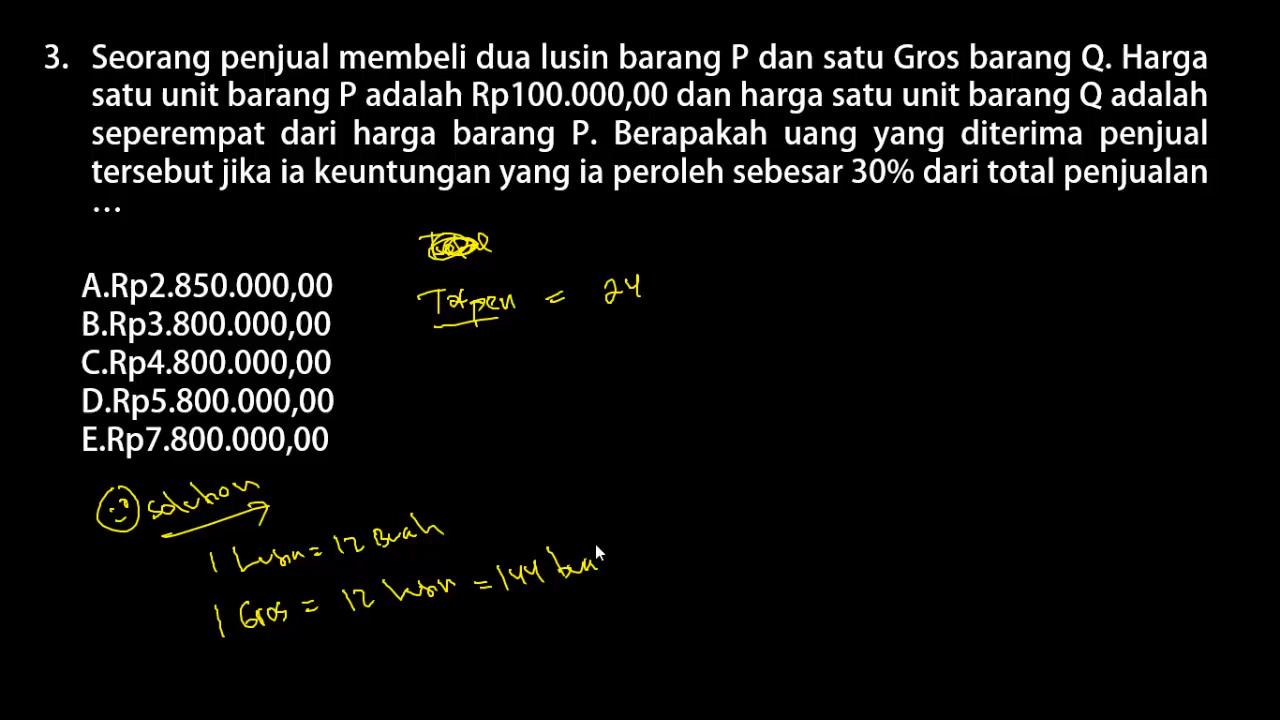 3. Seorang penjual membeli dua lusin barang P dan satu Gros barang Q. Harga
satu unit barang P adalah Rp100.000,00 dan harga satu unit barang Q adalah
seperempat dari harga barang P. Berapakah uang yang diterima penjual
tersebut jika ia keuntungan yang ia peroleh sebesar 30% dari total penjualan
...
A.Rp2.850.000,00
B.Rp3.800.000,00
C.Rp4.800.000,00
D.Rp5.800.000,00
E.Rp7.800.000,00
Totpen = 24
solution
1 Lusin = 12 Buah
1 Gros = 12 lusin = 144